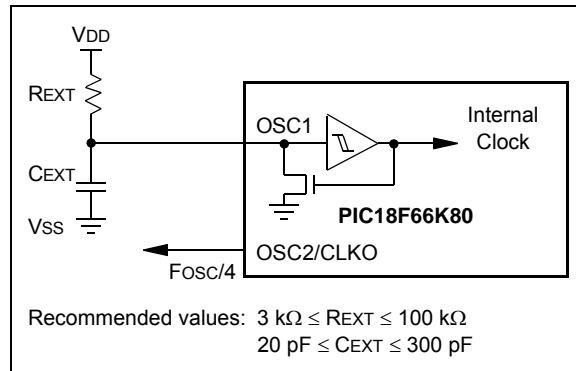 VDD
REXT
OSC1
Internal
Clock
CEXT
VSS
PIC18F66K80
OSC2/CLKO
FOSC/4
Recommended values: 3 kΩ ≤ REXT ≤ 100 kΩ
20 pF ≤ CEXT ≤ 300 pF